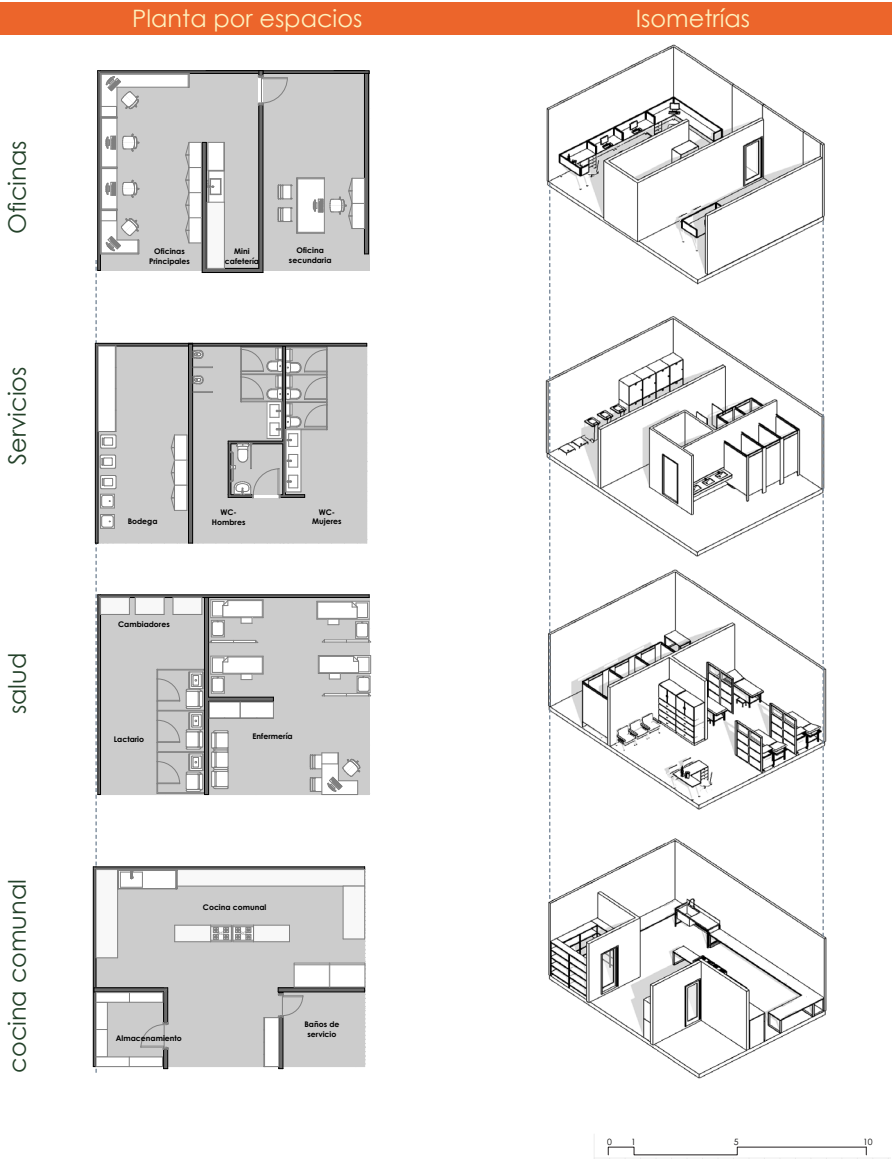 Planta por espacios
Isometrías
Oficinas
Oficinas
Principales
Mini
cafetería
Oficina
secundaria
Servicios
Bodega
WC-
Hombres
WC-
Mujeres
salud
Cambiadores
Lactario
Enfermería
cocina comunal
Cocina comunal
Almacenamiento
Baños de
servicio
0 1 5 10